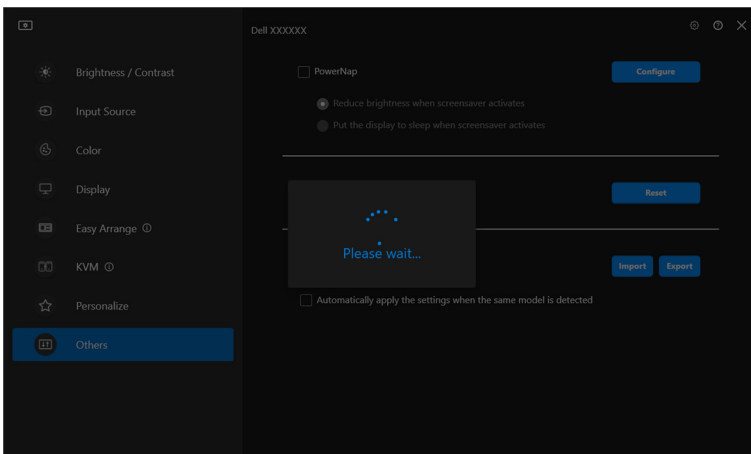 Dell XXXXXX
Brightness / Contrast
Input Source
Color
Display
Easy Arrange
KVM
Personalize
Others
PowerNap
Configure
Reduce brightness when screensaver activates
Put the display to sleep when screensaver activates
Reset
Please wait...
Import
Export
Automatically apply the settings when the same model is detected